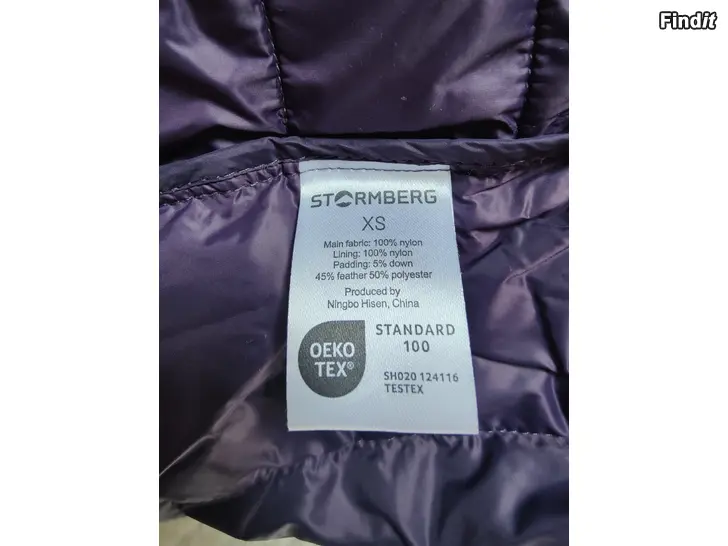 Findit
STORMBERG
XS
Main fabric: 100% nylon
Lining: 100% nylon
Padding: 5% down
45% feather 50% polyester
Produced by
Ningbo Hisen, China
OEKO
TEX®
STANDARD
100
SH020 124116
TESTEX